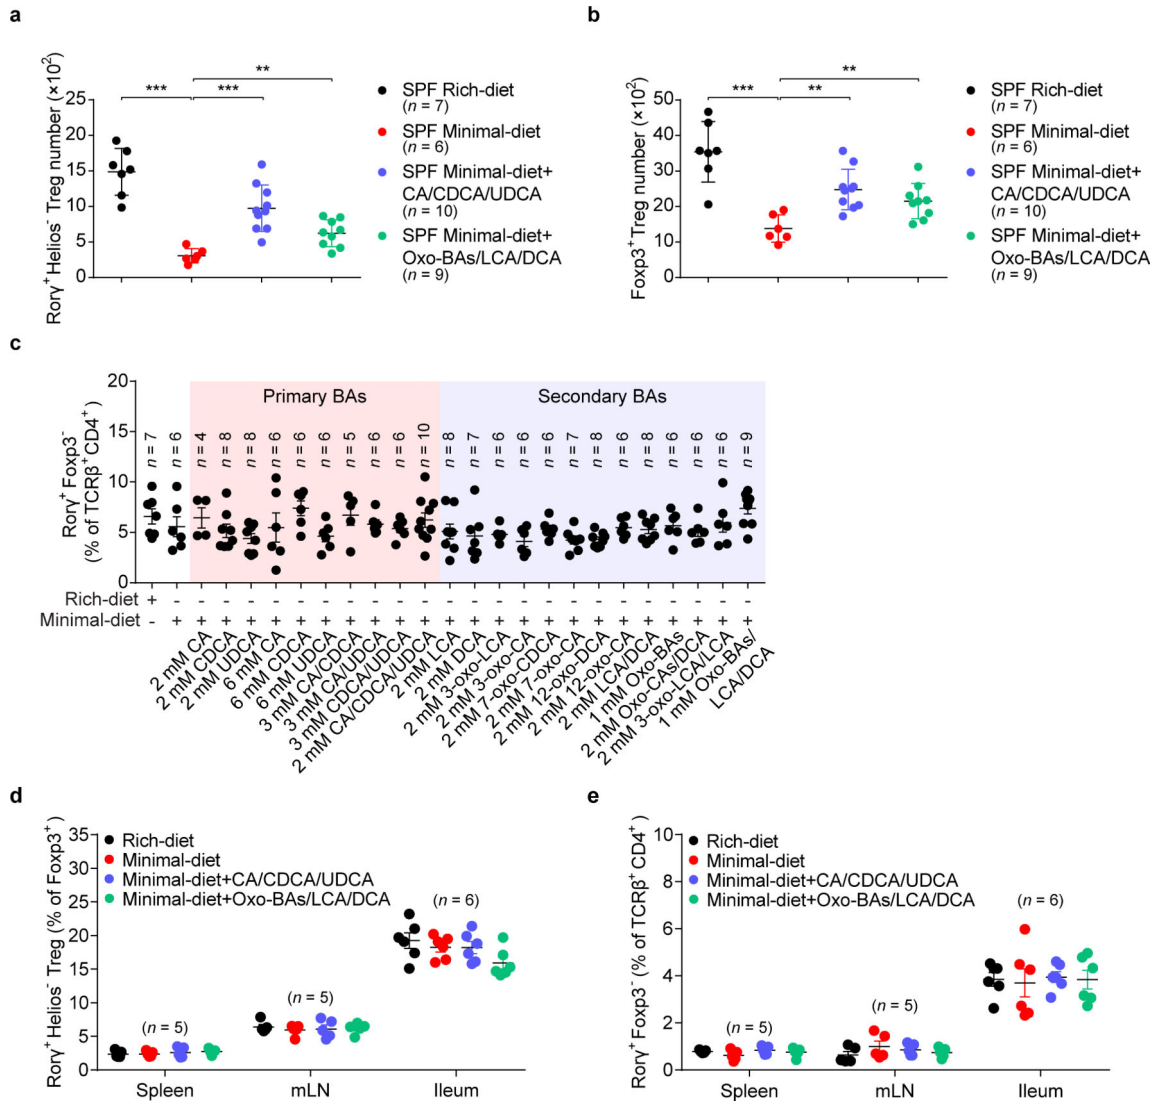 a
b
Rorγ⁺ Helios⁻ Treg number (×10²)
25
20
15
10
5
0
***
***
**
SPF Rich-diet
(n = 7)
SPF Minimal-diet
(n = 6)
SPF Minimal-diet+
CA/CDCA/UDCA
(n = 10)
SPF Minimal-diet+
Oxo-BAs/LCA/DCA
(n = 9)
Foxp3⁺Treg number (×10²)
50
40
30
20
10
0
***
**
**
SPF Rich-diet
(n = 7)
SPF Minimal-diet
(n = 6)
SPF Minimal-diet+
CA/CDCA/UDCA
(n = 10)
SPF Minimal-diet+
Oxo-BAs/LCA/DCA
(n = 9)
c
Rorγ⁺ Foxp3⁻
(% of TCRβ⁺CD4⁺)
20
15
10
5
0
Primary BAs
Secondary BAs
n = 7
n = 6
n = 4
n = 8
n = 8
n = 6
n = 6
n = 6
n = 5
n = 6
n = 6
n = 10
n = 8
n = 7
n = 6
n = 6
n = 6
n = 7
n = 8
n = 6
n = 8
n = 6
n = 6
n = 6
n = 9
Rich-diet + - - - - - - - - - - - - - - - - - - - - - - - -
Minimal-diet - + + + + + + + + + + + + + + + + + + + + + + + +
2 mM CA
2 mM CDCA
2 mM UDCA
6 mM CA
6 mM CDCA
6 mM UDCA
3 mM CA/CDCA
3 mM CA/UDCA
3 mM CDCA/UDCA
2 mM CA/CDCA/UDCA
2 mM LCA
2 mM DCA
2 mM 3-oxo-LCA
2 mM 3-oxo-CA
2 mM 7-oxo-CDCA
2 mM 7-oxo-CA
2 mM 12-oxo-DCA
2 mM 12-oxo-CA
2 mM LCA/DCA
1 mM Oxo-BAs
2 mM Oxo-CAs/DCA
2 mM 3-oxo-LCA/LCA
1 mM Oxo-BAs/
LCA/DCA
d
Rorγ⁺ Helios⁻ Treg (% of Foxp3⁺)
35
30
25
20
15
10
5
0
Rich-diet
Minimal-diet
Minimal-diet+CA/CDCA/UDCA
Minimal-diet+Oxo-BAs/LCA/DCA
(n = 5)
(n = 5)
(n = 6)
Spleen
mLN
Ileum
e
Rorγ⁺ Foxp3⁻ (% of TCRβ⁺ CD4⁺)
10
8
6
4
2
0
Rich-diet
Minimal-diet
Minimal-diet+CA/CDCA/UDCA
Minimal-diet+Oxo-BAs/LCA/DCA
(n = 5)
(n = 5)
(n = 6)
Spleen
mLN
Ileum